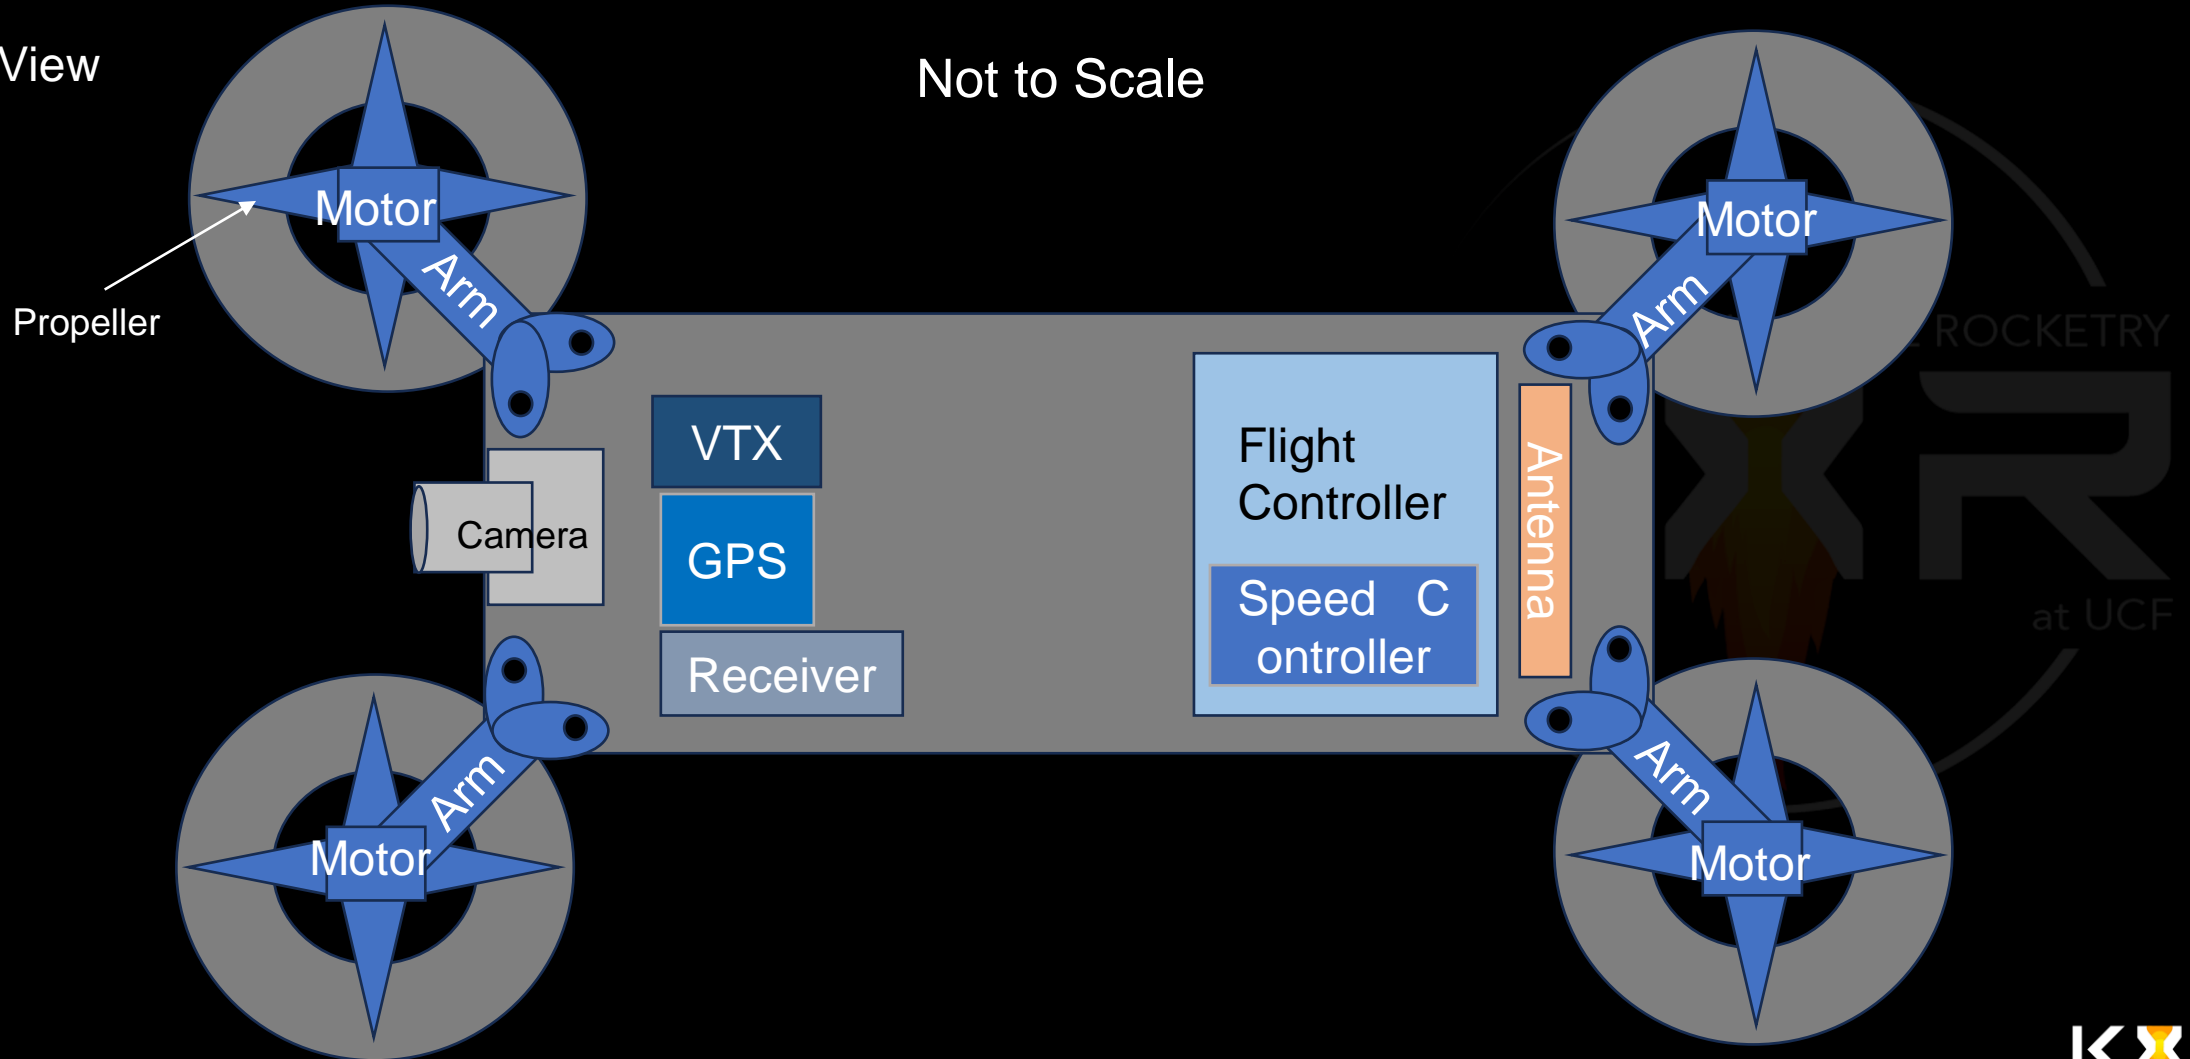 View
Not to Scale
Motor
Motor
Arm
Arm
Propeller
ROCKETRY
VTX
Flight
Controller
Antenna
Camera
GPS
Speed C
ontroller
R
at UCF
Receiver
Arm
Arm
Motor
Motor
KX